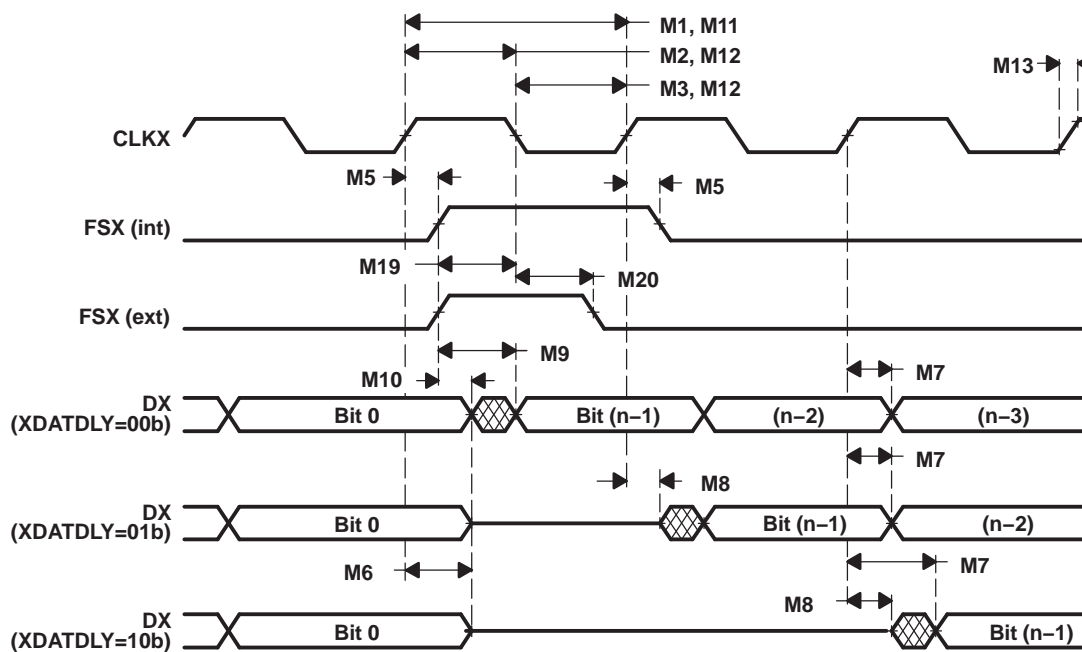 M1, M11
M2, M12
M13
M3, M12
CLKX
M5
M5
FSX (int)
M19
M20
FSX (ext)
M9
M10
M7
DX
(XDATDLY=00b)
Bit 0
Bit (n−1)
(n−2)
(n−3)
M7
M8
DX
(XDATDLY=01b)
Bit 0
Bit (n−1)
(n−2)
M6
M7
M8
DX
(XDATDLY=10b)
Bit 0
Bit (n−1)